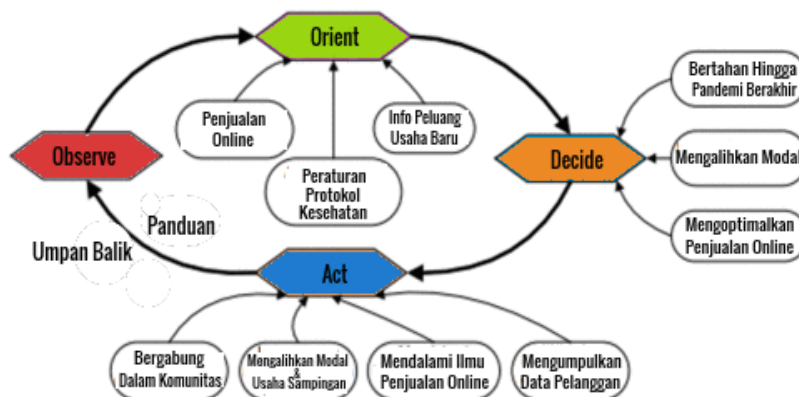 Orient
Penjualan
Online
Info Peluang
Usaha Baru
Peraturan
Protokol
Kesehatan
Bertahan Hingga
Pandemi Berakhir
Observe
Decide
Mengalihkan Modal
Mengoptimalkan
Penjualan Online
Panduan
Umpan Balik
Act
Bergabung
Dalam Komunitas
Mengalihkan Modal
&
Usaha Sampingan
Mendalami Ilmu
Penjualan Online
Mengumpulkan
Data Pelanggan